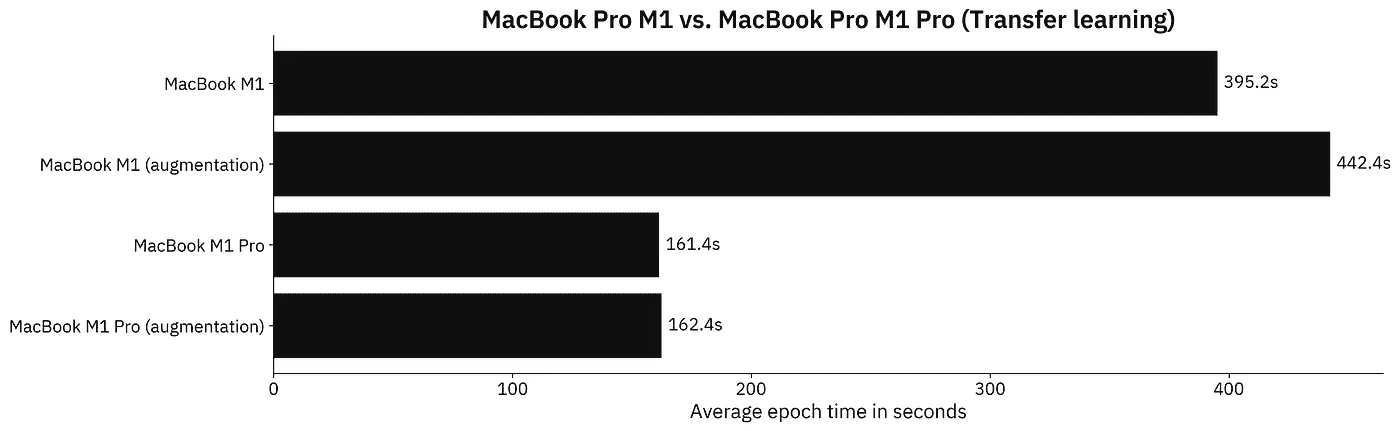 MacBook Pro M1 vs. MacBook Pro M1 Pro (Transfer learning)
MacBook M1
395.2s
MacBook M1 (augmentation)
442.4s
MacBook M1 Pro
161.4s
MacBook M1 Pro (augmentation)
162.4s
0
100
200
300
400
Average epoch time in seconds